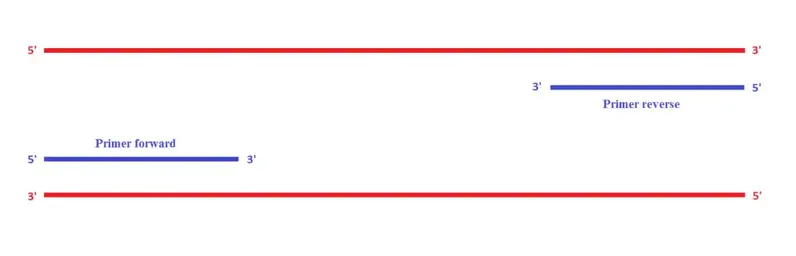 5' 3'
3' 5'
Primer reverse
Primer forward
5' 3'
3' 5'